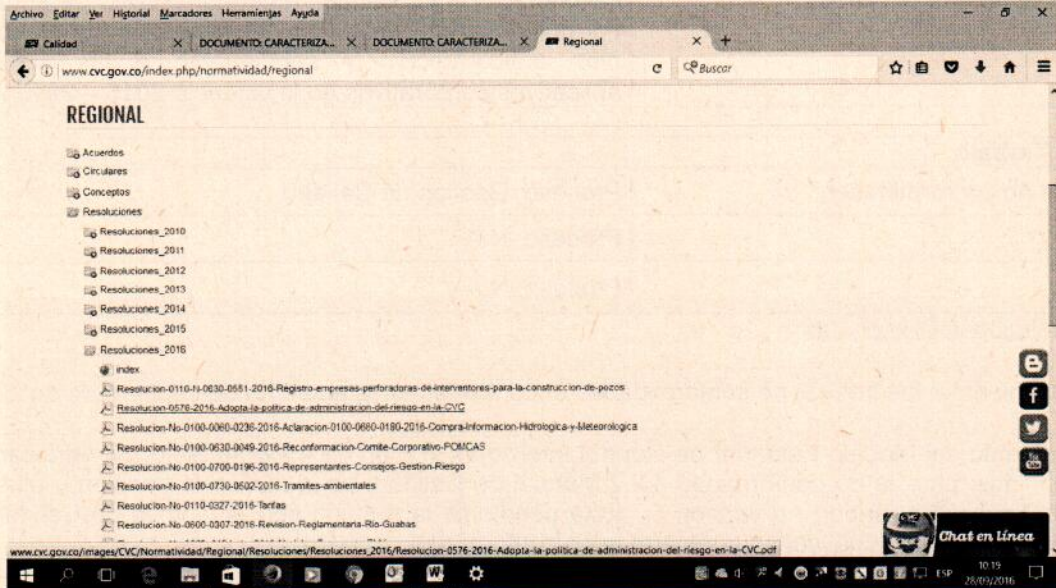 Archivo Editar Ver Historial Marcadores Herramientas Ayuda
Calidad
DOCUMENTO: CARACTERIZA...
DOCUMENTO: CARACTERIZA...
Regional
www.cvc.gov.co/index.php/normatividad/regional
Buscar
REGIONAL
Acuerdos
Circulares
Conceptos
Resoluciones
Resoluciones_2010
Resoluciones_2011
Resoluciones_2012
Resoluciones_2013
Resoluciones_2014
Resoluciones_2015
Resoluciones_2016
index
Resolucion-0110-N-0630-0551-2016-Registro-empresas-perforadoras-de-interventores-para-la-construccion-de-pozos
Resolucion-0576-2016-Adopta-la-politica-de-administracion-del-riesgo-en-la-CVC
Resolucion-No-0100-0060-0236-2016-Aclaracion-0100-0660-0180-2016-Compra-Informacion-Hidrologica-y-Meteorologica
Resolucion-No-0100-0630-0049-2016-Reconformacion-Comite-Corporativo-POMCAS
Resolucion-No-0100-0700-0196-2016-Representantes-Consejos-Gestion-Riesgo
Resolucion-No-0100-0730-0502-2016-Tramites-ambientales
Resolucion-No-0110-0327-2016-Tarifas
Resolucion-No-0600-0307-2016-Revision-Reglamentaria-Rio-Guabas
Chat en línea
www.cvc.gov.co/images/CVC/Normatividad/Regional/Resoluciones/Resoluciones_2016/Resolucion-0576-2016-Adopta-la-politica-de-administracion-del-riesgo-en-la-CVC.pdf
ESP
10:19
28/09/2016